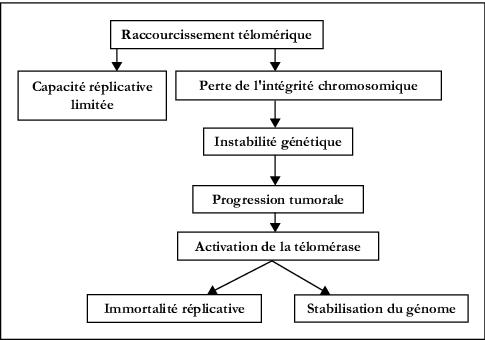 Raccourcissement télomérique
Capacité réplicative
limitée
Perte de l'intégrité chromosomique
Instabilité génétique
Progression tumorale
Activation de la télomérase
Immortalité réplicative
Stabilisation du génome